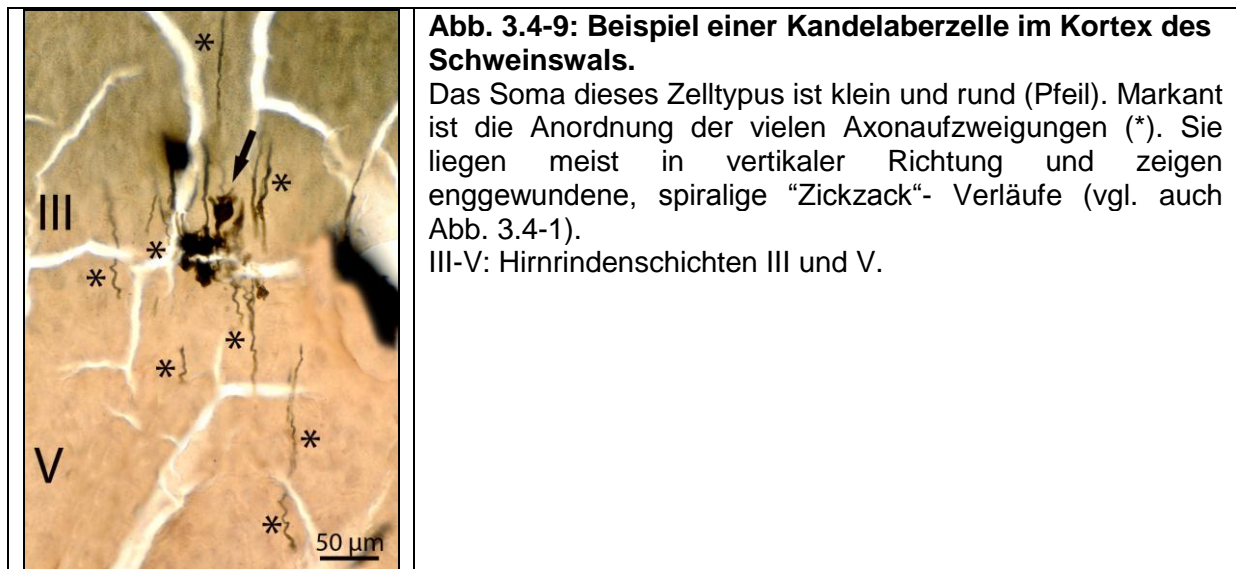 Abb. 3.4-9: Beispiel einer Kandelaberzelle im Kortex des
Schweinswals.
Das Soma dieses Zelltypus ist klein und rund (Pfeil). Markant
ist die Anordnung der vielen Axonaufzweigungen (*). Sie
liegen meist in vertikaler Richtung und zeigen
enggewundene, spiralige “Zickzack“- Verläufe (vgl. auch
Abb. 3.4-1).
III-V: Hirnrindenschichten III und V.
*
*
III
*
*
*
*
*
V
*
50 µm